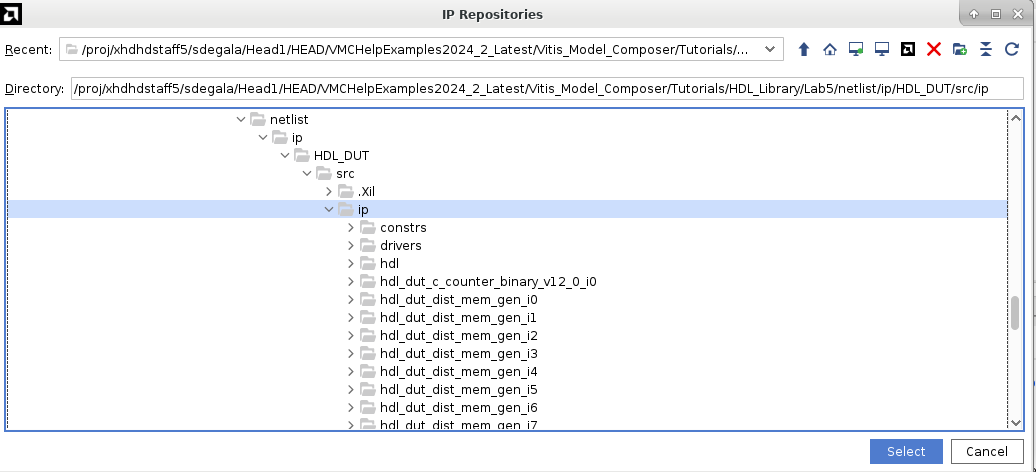 IP Repositories
Recent: /proj/xhdhdstaff5/sdegala/Head1/HEAD/VMCHelpExamples2024_2_Latest/Vitis_Model_Composer/Tutorials/...
Directory: /proj/xhdhdstaff5/sdegala/Head1/HEAD/VMCHelpExamples2024_2_Latest/Vitis_Model_Composer/Tutorials/HDL_Library/Lab5/netlist/ip/HDL_DUT/src/ip
netlist
ip
HDL_DUT
src
.Xil
ip
constrs
drivers
hdl
hdl_dut_c_counter_binary_v12_0_i0
hdl_dut_dist_mem_gen_i0
hdl_dut_dist_mem_gen_i1
hdl_dut_dist_mem_gen_i2
hdl_dut_dist_mem_gen_i3
hdl_dut_dist_mem_gen_i4
hdl_dut_dist_mem_gen_i5
hdl_dut_dist_mem_gen_i6
hdl_dut_dist_mem_gen_i7
Select Cancel